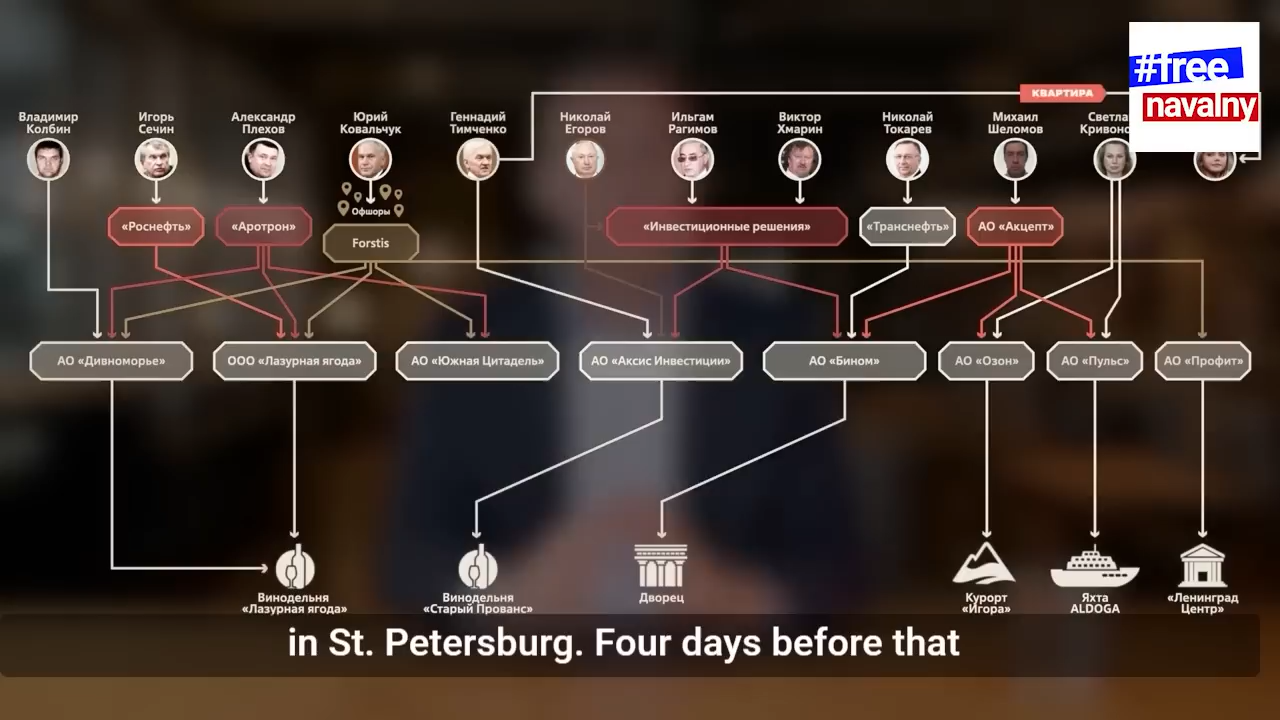 #free
navalny
КВАРТИРА
Владимир
Колбин
Игорь
Сечин
Александр
Плехов
Юрий
Ковальчук
Геннадий
Тимченко
Николай
Егоров
Ильгам
Рагимов
Виктор
Хмарин
Николай
Токарев
Михаил
Шеломов
Светла
Кривоно
Офшоры
«Роснефть»
«Аротрон»
Forstis
«Инвестиционные решения»
«Транснефть»
АО «Акцепт»
АО «Дивноморье»
ООО «Лазурная ягода»
АО «Южная Цитадель»
АО «Аксис Инвестиции»
АО «Бином»
АО «Озон»
АО «Пульс»
АО «Профит»
Винодельня
«Лазурная ягода»
Винодельня
«Старый Прованс»
Дворец
Курорт
«Игора»
Яхта
ALDOGA
«Ленинград
Центр»
in St. Petersburg. Four days before that